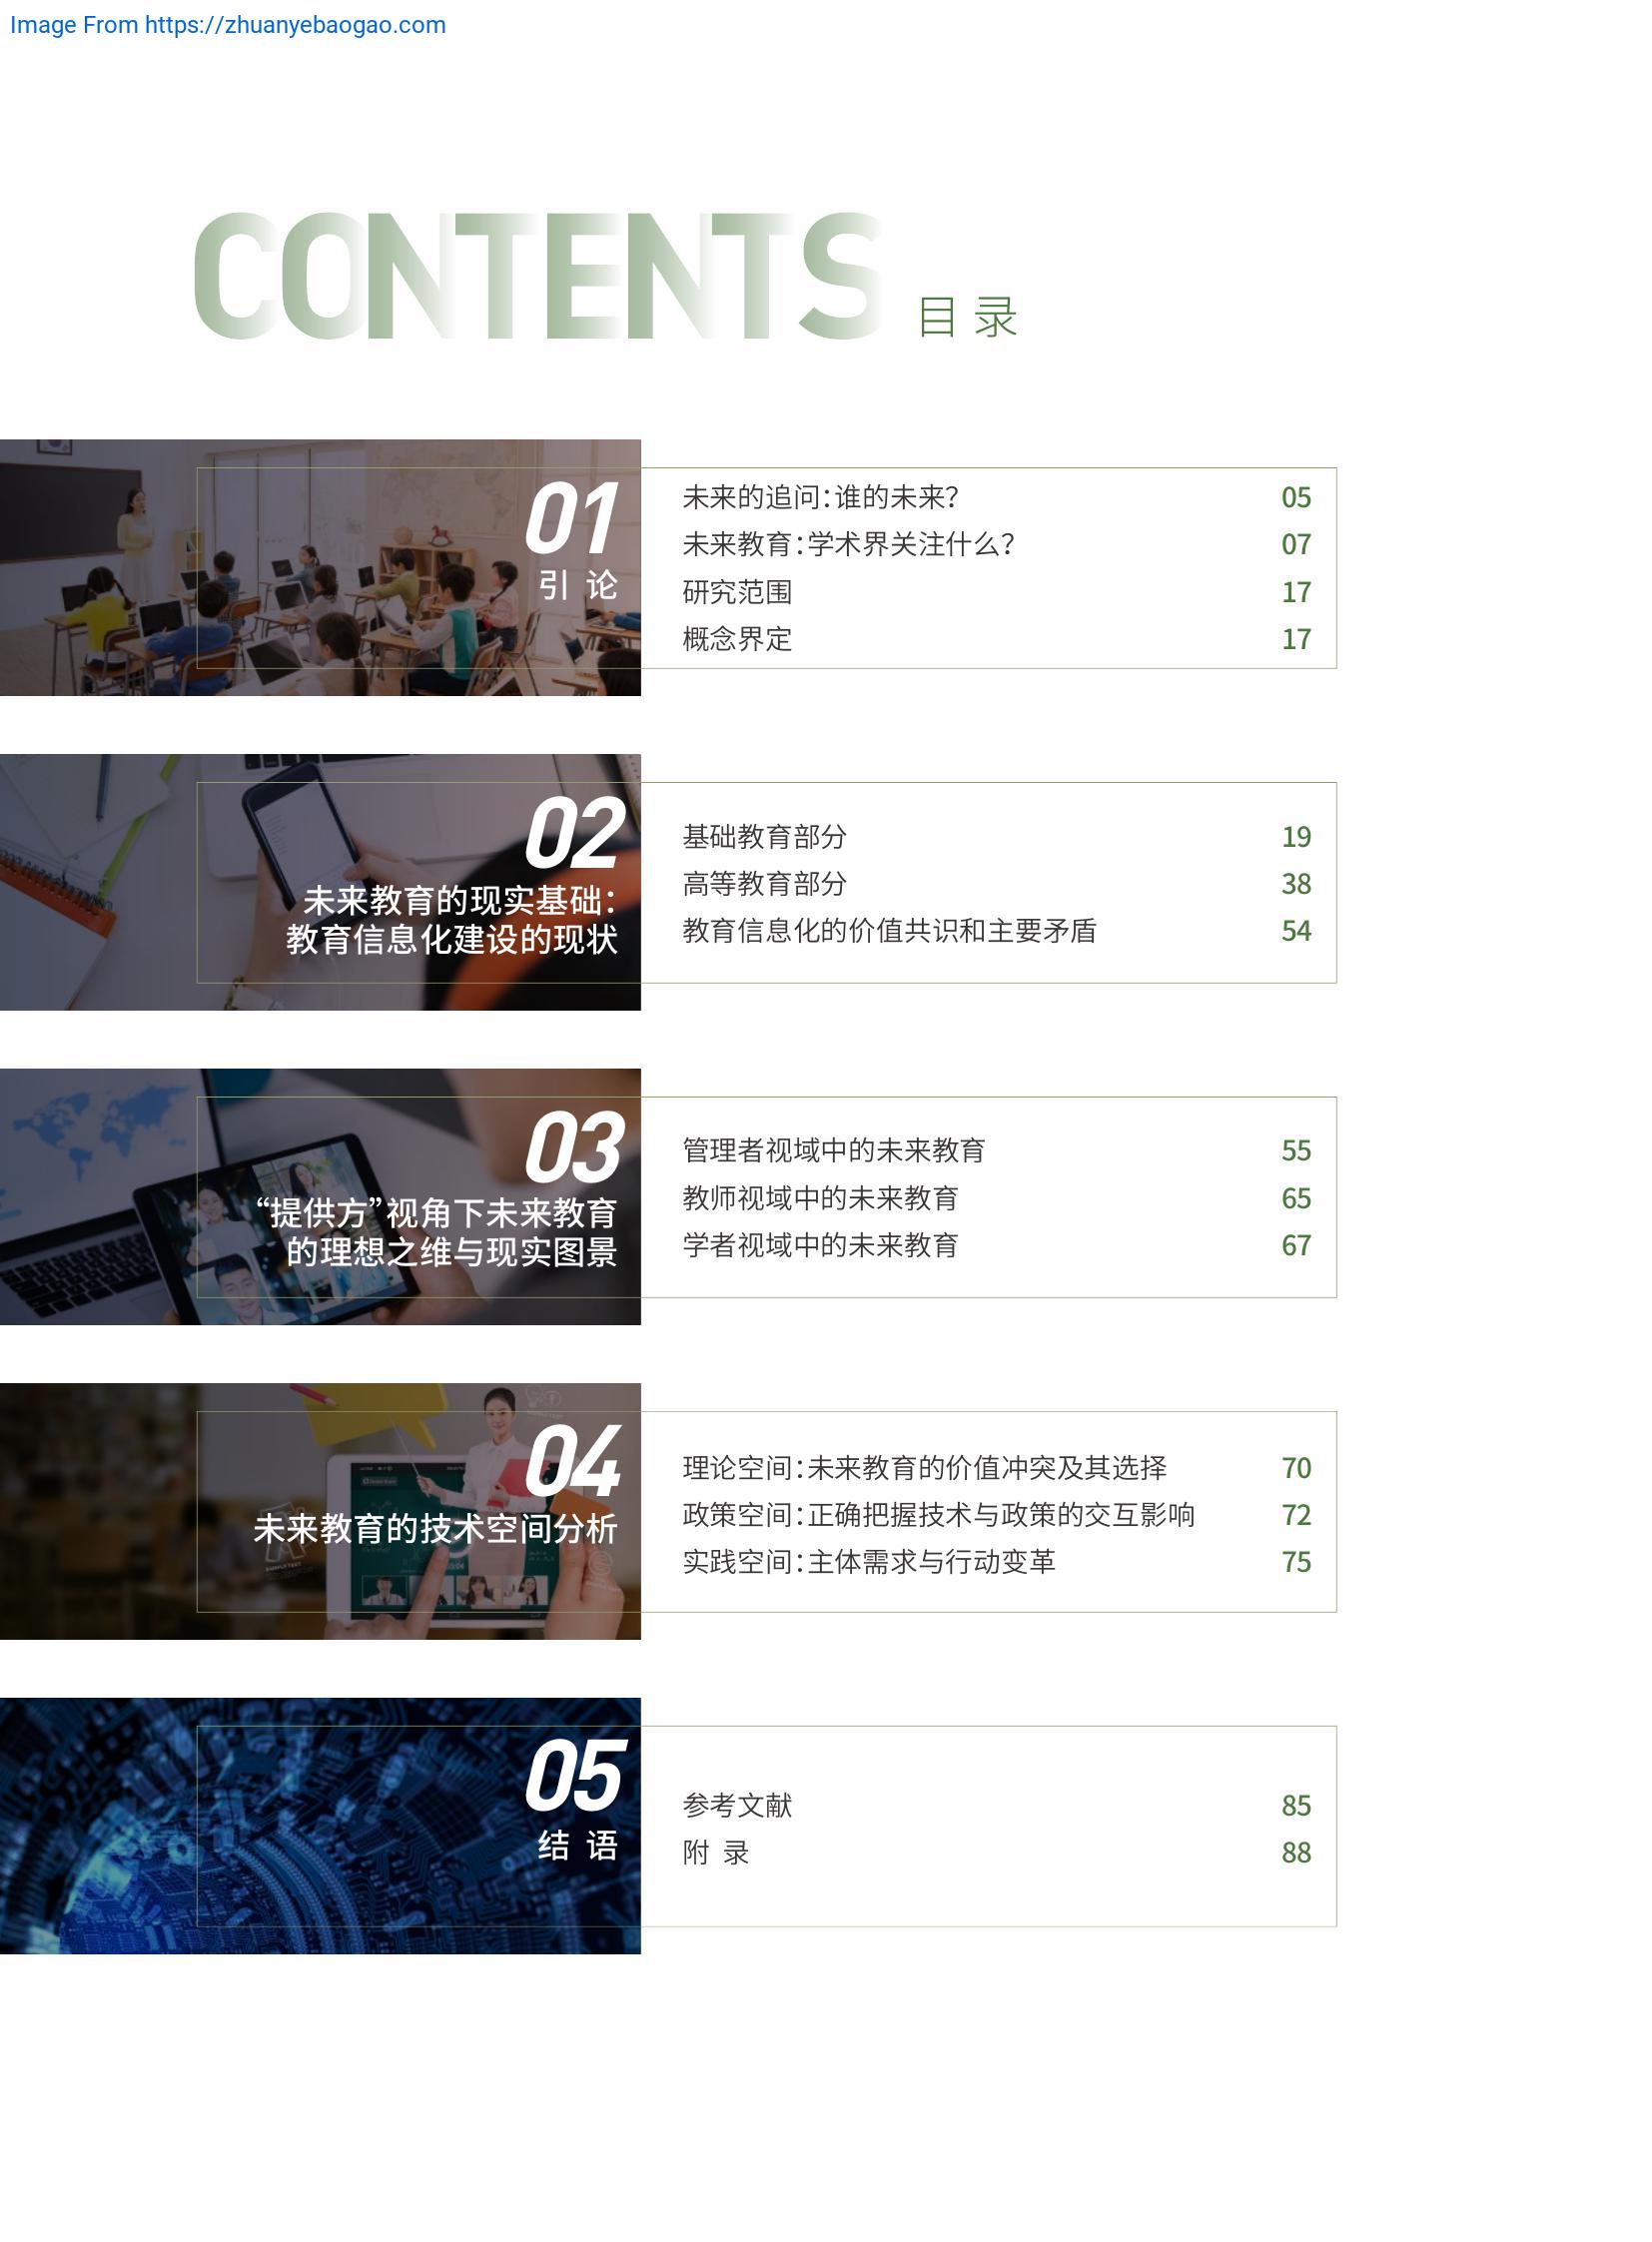 Image From https://zhuanyebaogao.com
CONTENTS 目录
01
引 论
未来的追问：谁的未来？ 05
未来教育：学术界关注什么？ 07
研究范围 17
概念界定 17
02
未来教育的现实基础：
教育信息化建设的现状
基础教育部分 19
高等教育部分 38
教育信息化的价值共识和主要矛盾 54
03
“提供方”视角下未来教育
的理想之维与现实图景
管理者视域中的未来教育 55
教师视域中的未来教育 65
学者视域中的未来教育 67
04
未来教育的技术空间分析
理论空间：未来教育的价值冲突及其选择 70
政策空间：正确把握技术与政策的交互影响 72
实践空间：主体需求与行动变革 75
05
结 语
参考文献 85
附 录 88